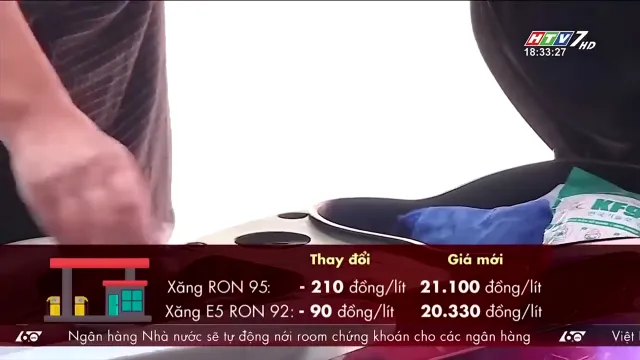 HTV7 HD
18:33:27
KF9
Thay đổi Giá mới
Xăng RON 95: - 210 đồng/lít 21.100 đồng/lít
Xăng E5 RON 92: - 90 đồng/lít 20.330 đồng/lít
60 Ngân hàng Nhà nước sẽ tự động nới room chứng khoán cho các ngân hàng 60 Việt